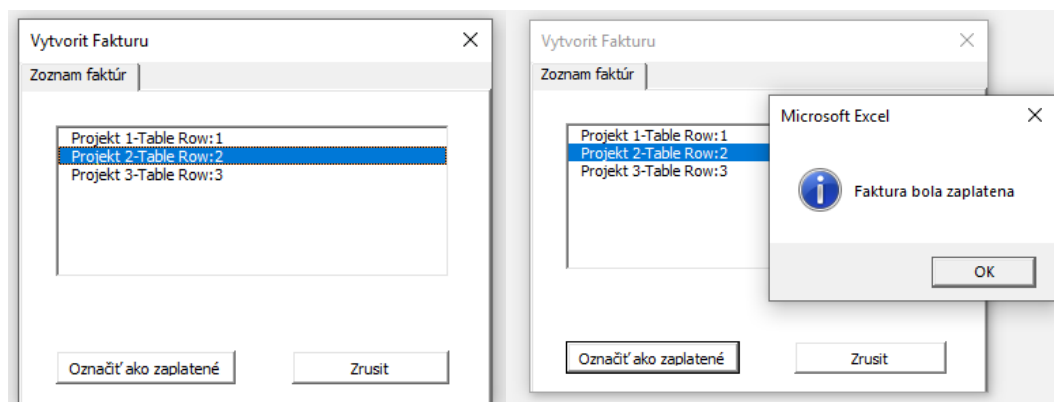 Vytvorit Fakturu
Zoznam faktúr
Projekt 1-Table Row:1
Projekt 2-Table Row:2
Projekt 3-Table Row:3
Označiť ako zaplatené
Zrusit
Vytvorit Fakturu
Zoznam faktúr
Projekt 1-Table Row:1
Projekt 2-Table Row:2
Projekt 3-Table Row:3
Označiť ako zaplatené
Zrusit
Microsoft Excel
Faktura bola zaplatena
OK